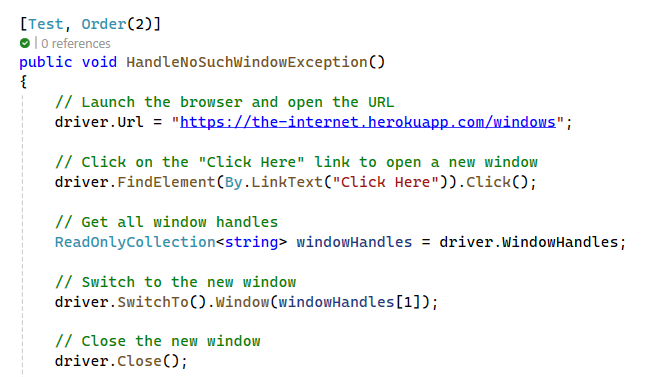 [Test, Order(2)]
| 0 references
public void HandleNoSuchWindowException()
{
// Launch the browser and open the URL
driver.Url = "https://the-internet.herokuapp.com/windows";
// Click on the "Click Here" link to open a new window
driver.FindElement(By.LinkText("Click Here")).Click();
// Get all window handles
ReadOnlyCollection<string> windowHandles = driver.WindowHandles;
// Switch to the new window
driver.SwitchTo().Window(windowHandles[1]);
// Close the new window
driver.Close();